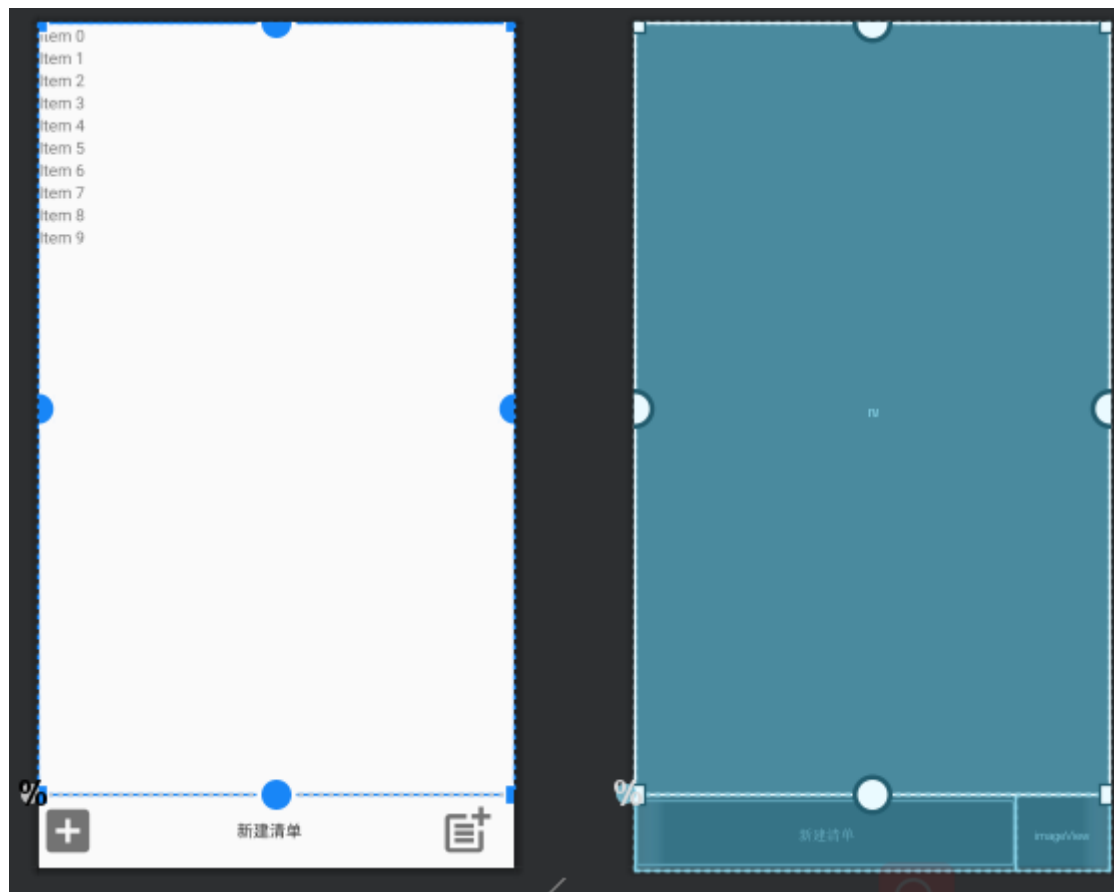 Item 0
Item 1
Item 2
Item 3
Item 4
Item 5
Item 6
Item 7
Item 8
Item 9
rv
%
%
新建清单
新建清单
imageView